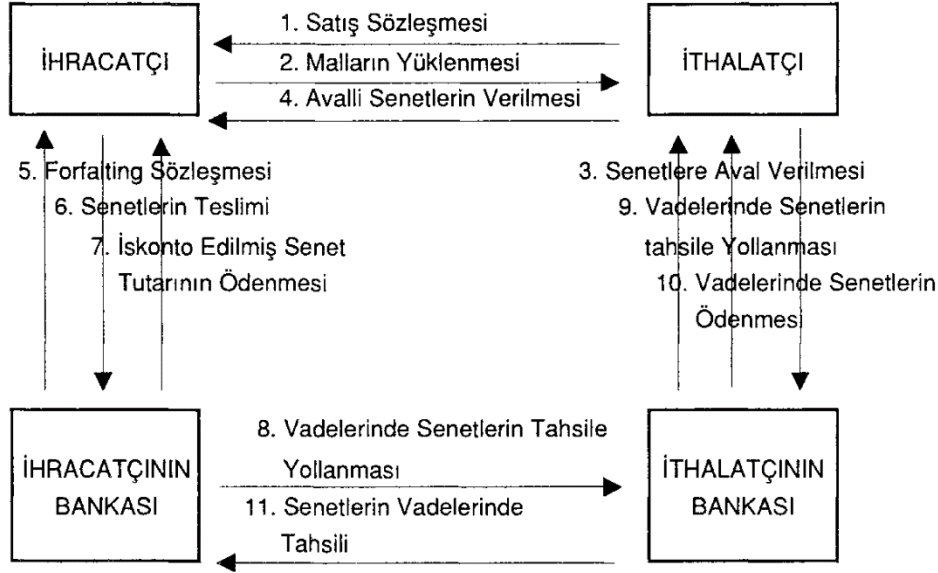 1. Satış Sözleşmesi
İHRACATÇI
2. Malların Yüklenmesi
İTHALATÇI
4. Avalli Senetlerin Verilmesi
5. Forfaiting Sözleşmesi
6. Senetlerin Teslimi
7. İskonto Edilmiş Senet
Tutarının Ödenmesi
3. Senetlere Aval Verilmesi
9. Vadelerinde Senetlerin
tahsile Yollanması
10. Vadelerinde Senetlerin
Ödenmesi
İHRACATÇININ
BANKASI
8. Vadelerinde Senetlerin Tahsile
Yollanması
11. Senetlerin Vadelerinde
Tahsili
İTHALATÇININ
BANKASI